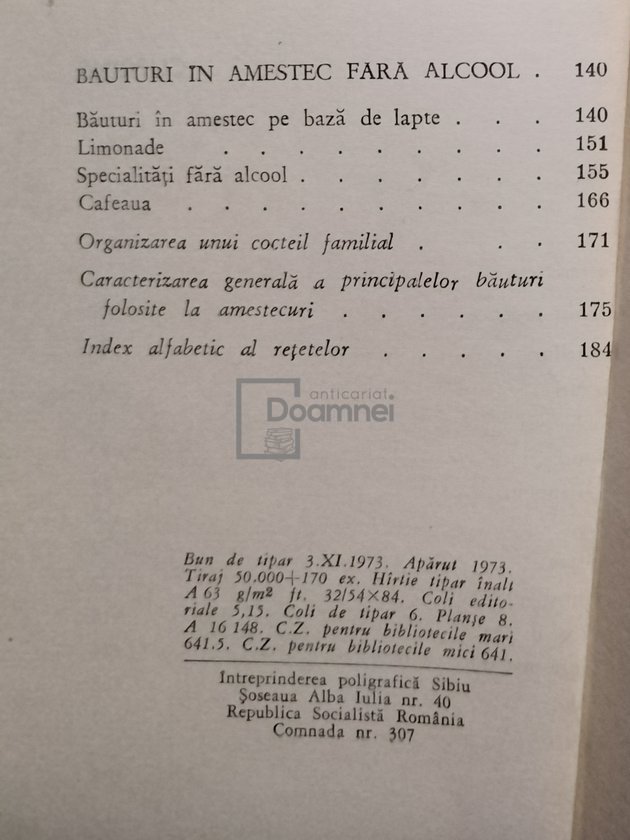 BAUTURI IN AMESTEC FĂRĂ ALCOOL . 140
Băuturi în amestec pe bază de lapte . . . 140
Limonade . . . . . . . . . 151
Specialități fără alcool . . . . . . . 155
Cafeaua . . . . . . . . . . 166
Organizarea unui cocteil familial . . . 171
Caracterizarea generală a principalelor băuturi
folosite la amestecuri . . . . . . 175
Index alfabetic al rețetelor . . . . . 184
anticariat
Doamnei
Bun de tipar 3.XI.1973. Apărut 1973.
Tiraj 50.000+170 ex. Hîrtie tipar înalt
A 63 g/m² ft. 32/54×84. Coli edito-
riale 5,15. Coli de tipar 6. Planșe 8.
A 16 148. C.Z. pentru bibliotecile mari
641.5. C.Z. pentru bibliotecile mici 641.
Intreprinderea poligrafică Sibiu
Șoseaua Alba Iulia nr. 40
Republica Socialistă România
Comnada nr. 307